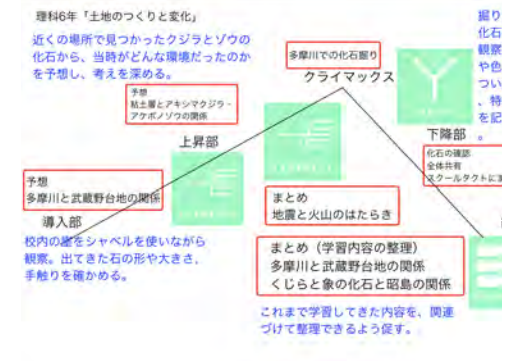 理科6年「土地のつくりと変化」
近くの場所で見つかったクジラとゾウの
化石から、当時がどんな環境だったのか
を予想し、考えを深める。
掘り
化石
観察
や色
つい
、特
を記
。
多摩川での化石掘り
クライマックス
予想
粘土層とアキシマクジラ・
アケボノゾウの関係
上昇部
下降部
化石の確認
全体共有
スクールタクトに
予想
多摩川と武蔵野台地の関係
導入部
校内の崖をシャベルを使いながら
観察。出てきた石の形や大きさ、
手触りを確かめる。
まとめ
地震と火山のはたらき
まとめ（学習内容の整理）
多摩川と武蔵野台地の関係
くじらと象の化石と昭島の関係
これまで学習してきた内容を、関連
づけて整理できるよう促す。